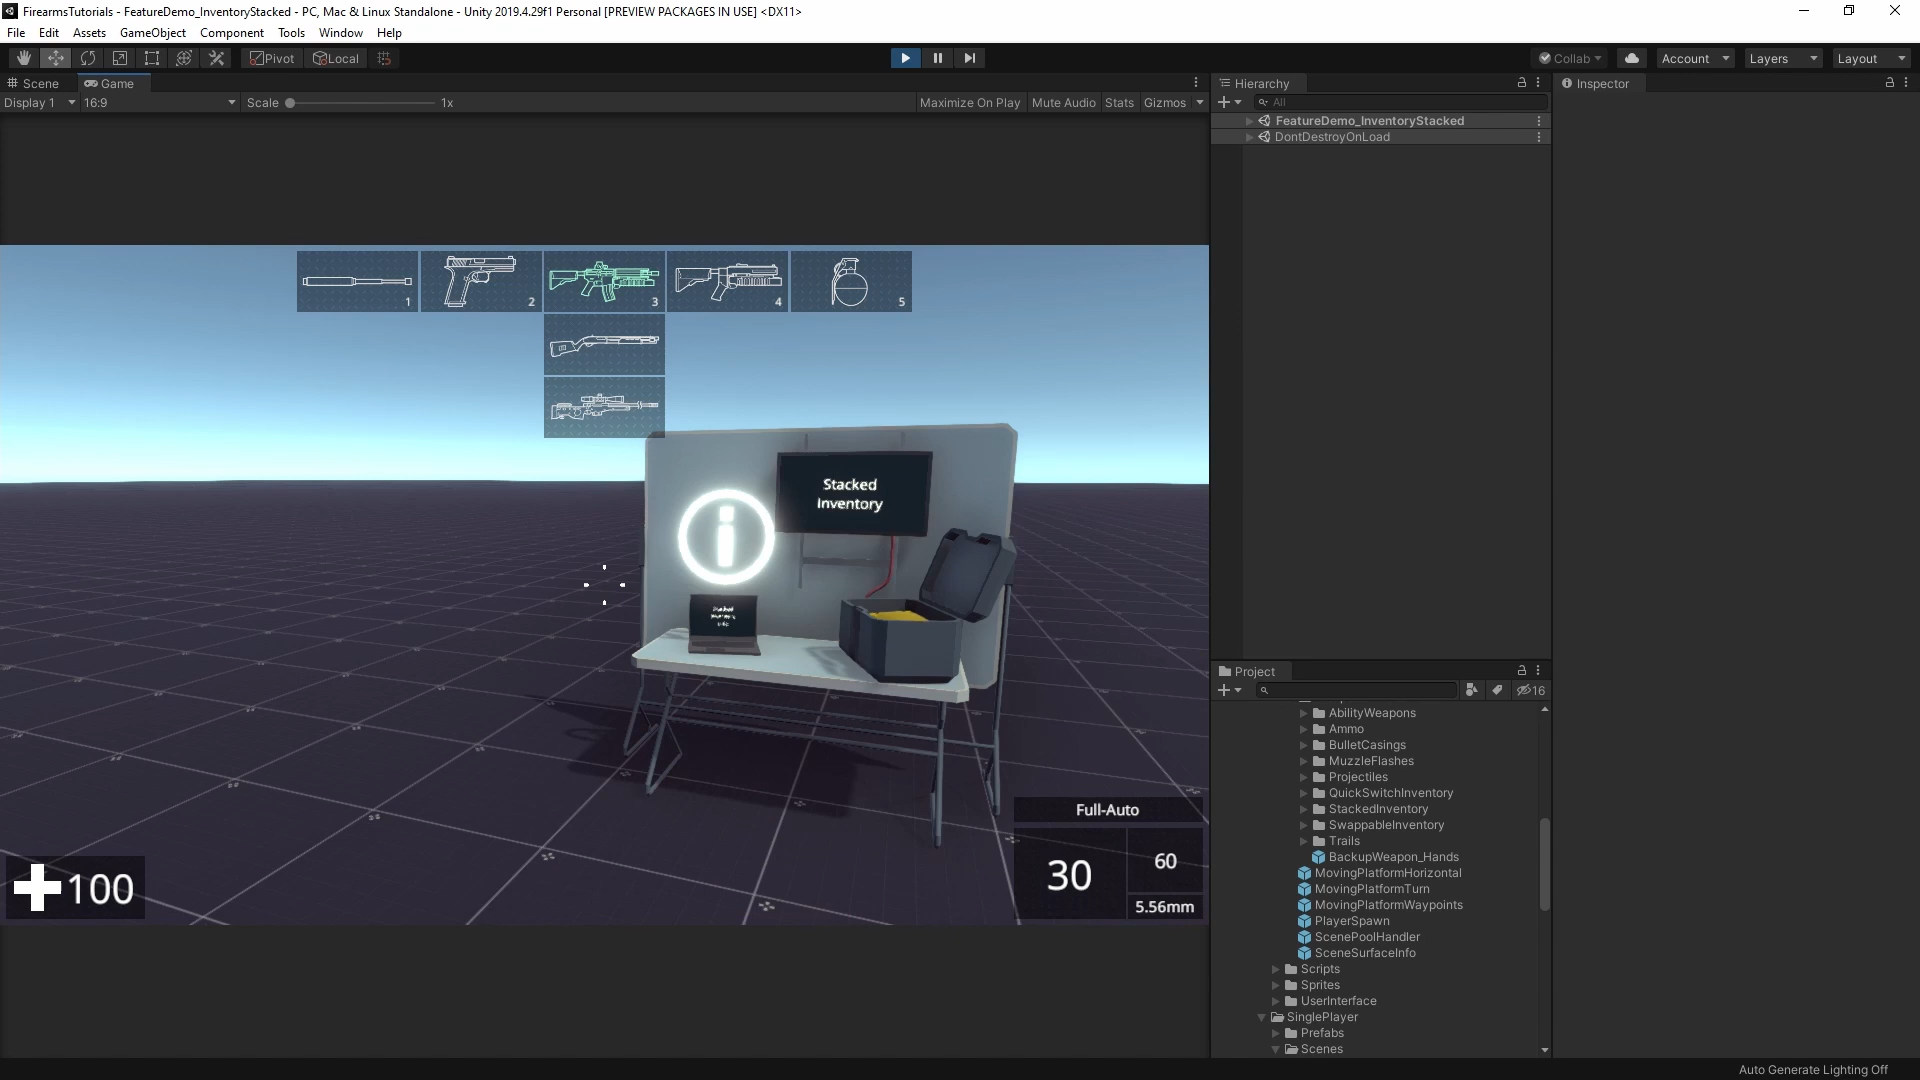 FirearmsTutorials - FeatureDemo_InventoryStacked - PC, Mac & Linux Standalone - Unity 2019.4.29f1 Personal [PREVIEW PACKAGES IN USE] <DX11>
File Edit Assets GameObject Component Tools Window Help
Pivot Local Collab Account Layers Layout
Scene Game
Display 1 16:9 Scale 1x Maximize On Play Mute Audio Stats Gizmos
1 2 3 4 5
Stacked
Inventory
Full-Auto
30
60
5.56mm
100
Hierarchy
All
FeatureDemo_InventoryStacked
DontDestroyOnLoad
Inspector
Project
16
AbilityWeapons
Ammo
BulletCasings
MuzzleFlashes
Projectiles
QuickSwitchInventory
StackedInventory
SwappableInventory
Trails
BackupWeapon_Hands
MovingPlatformHorizontal
MovingPlatformTurn
MovingPlatformWaypoints
PlayerSpawn
ScenePoolHandler
SceneSurfaceInfo
Scripts
Sprites
UserInterface
SinglePlayer
Prefabs
Scenes
Auto Generate Lighting Off